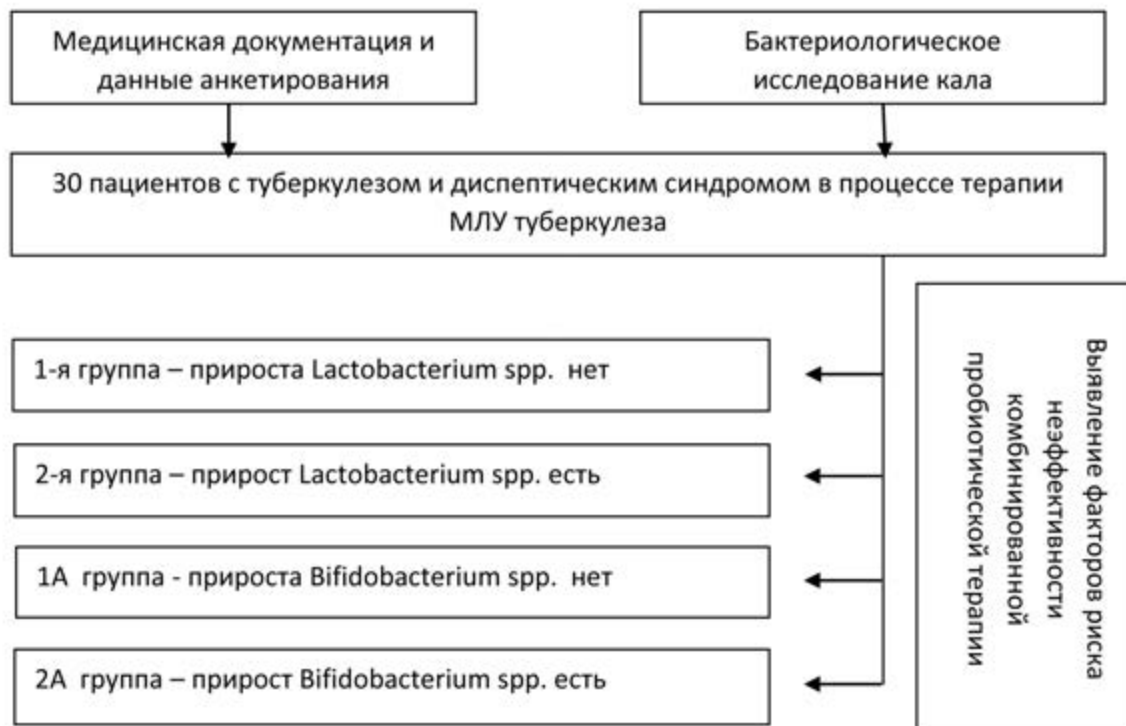 Медицинская документация и
данные анкетирования
Бактериологическое
исследование кала
30 пациентов с туберкулезом и диспептическим синдромом в процессе терапии
МЛУ туберкулеза
1-я группа – прироста Lactobacterium spp. нет
2-я группа – прирост Lactobacterium spp. есть
1А группа - прироста Bifidobacterium spp. нет
2А группа – прирост Bifidobacterium spp. есть
Выявление факторов риска
неэффективности
комбинированной
пробиотической терапии